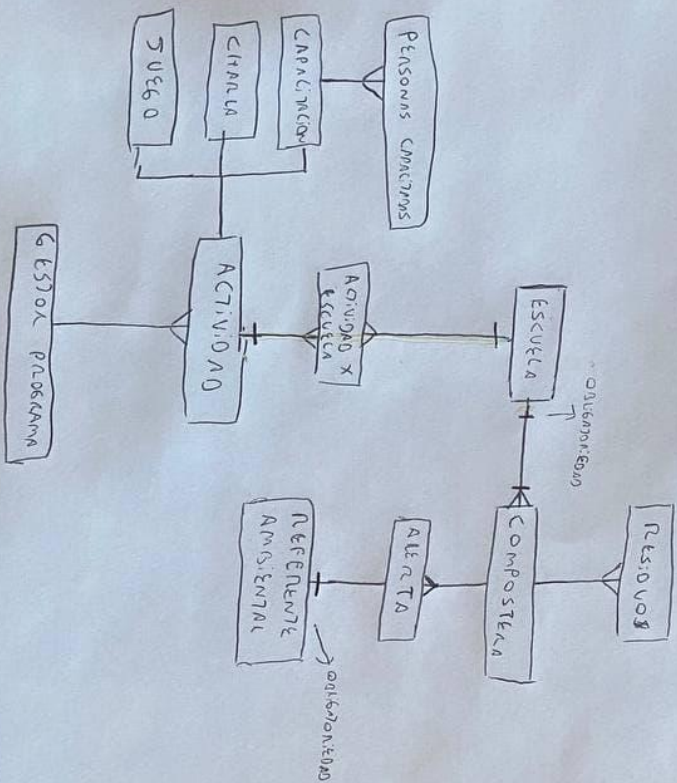 PERSONAS CAPACITADAS
CAPACITACION
CHARLA
JUEGO
ACTIVIDAD
GESTOR PROGRAMA
ACTIVIDAD X
ESCUELA
ESCUELA
OBLIGATORIEDAD
RESIDUOS
COMPOSTERA
ALERTA
REFERENTE
AMBIENTAL
OBLIGATORIEDAD